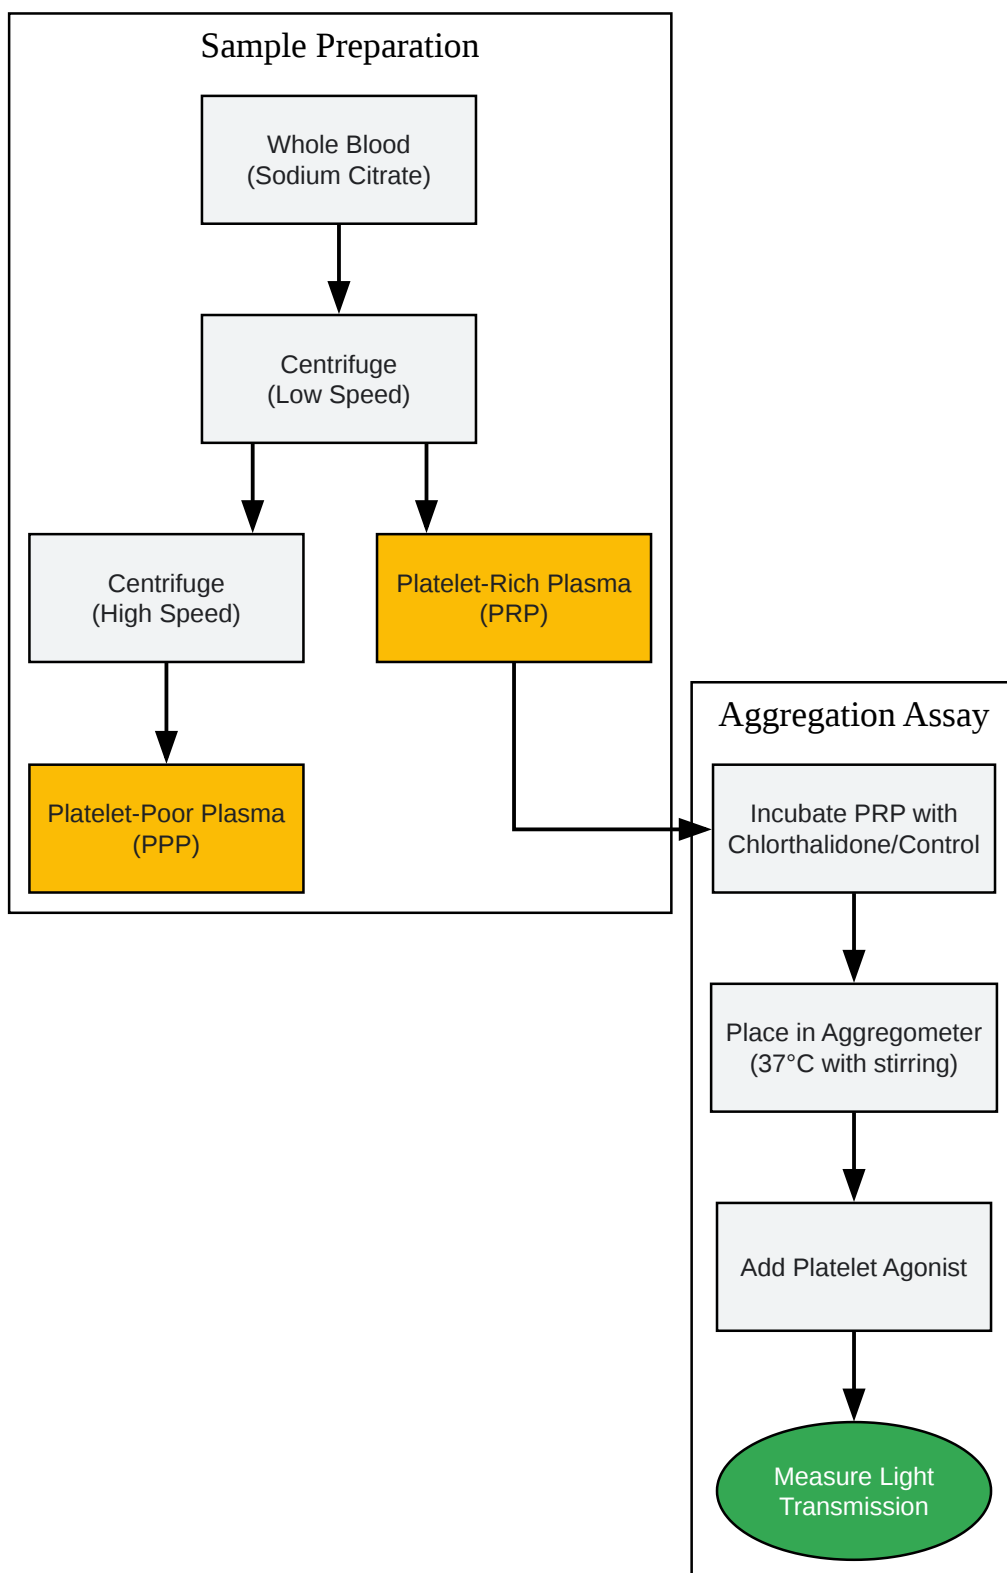 Sample Preparation
Whole Blood
(Sodium Citrate)
Centrifuge
(Low Speed)
Centrifuge
(High Speed)
Platelet-Rich Plasma
(PRP)
Platelet-Poor Plasma
(PPP)
Aggregation Assay
Incubate PRP with
Chlorthalidone/Control
Place in Aggregometer
(37°C with stirring)
Add Platelet Agonist
Measure Light
Transmission